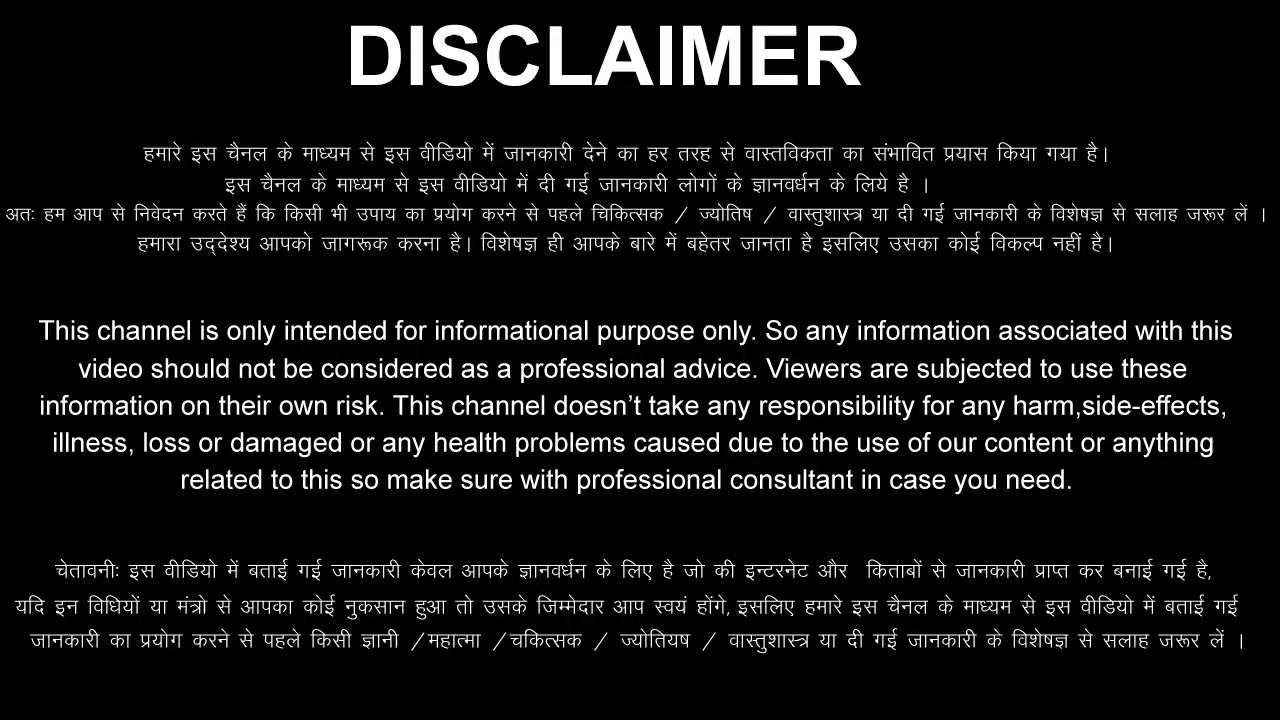 DISCLAIMER
हमारे इस चैनल के माध्यम से इस वीडियो में जानकारी देने का हर तरह से वास्तविकता का संभावित प्रयास किया गया है।
इस चैनल के माध्यम से इस वीडियो में दी गई जानकारी लोगों के ज्ञानवर्धन के लिये है ।
अतः हम आप से निवेदन करते हैं कि किसी भी उपाय का प्रयोग करने से पहले चिकित्सक / ज्योतिष / वास्तुशास्त्र या दी गई जानकारी के विशेषज्ञ से सलाह जरूर लें ।
हमारा उद्देश्य आपको जागरूक करना है। विशेषज्ञ ही आपके बारे में बहेतर जानता है इसलिए उसका कोई विकल्प नहीं है।
This channel is only intended for informational purpose only. So any information associated with this
video should not be considered as a professional advice. Viewers are subjected to use these
information on their own risk. This channel doesn’t take any responsibility for any harm,side-effects,
illness, loss or damaged or any health problems caused due to the use of our content or anything
related to this so make sure with professional consultant in case you need.
चेतावनीः इस वीडियो में बताई गई जानकारी केवल आपके ज्ञानवर्धन के लिए है जो की इन्टरनेट और किताबों से जानकारी प्राप्त कर बनाई गई है,
यदि इन विधियों या मंत्रो से आपका कोई नुकसान हुआ तो उसके जिम्मेदार आप स्वयं होंगे, इसलिए हमारे इस चैनल के माध्यम से इस वीडियो में बताई गई
जानकारी का प्रयोग करने से पहले किसी ज्ञानी /महात्मा /चकित्सक / ज्योतियष / वास्तुशास्त्र या दी गई जानकारी के विशेषज्ञ से सलाह जरूर लें ।